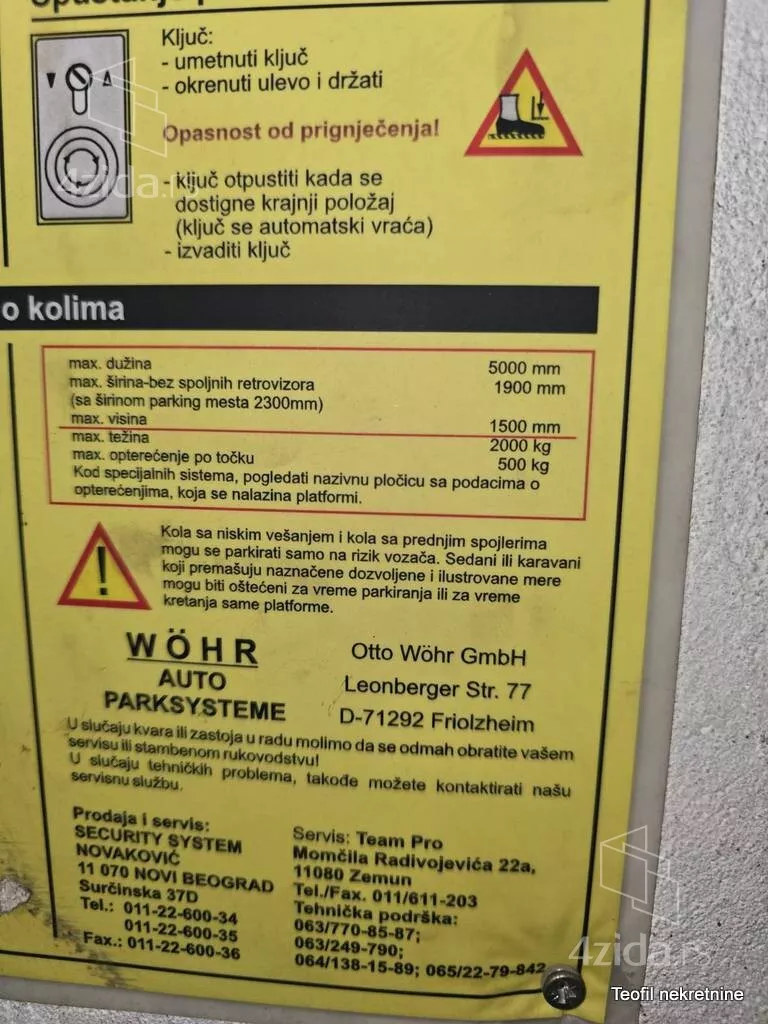 Ključ:
- umetnuti ključ
- okrenuti ulevo i držati
Opasnost od prignječenja!
- ključ otpustiti kada se
dostigne krajnji položaj
(ključ se automatski vraća)
- izvaditi ključ
o kolima
max. dužina 5000 mm
max. širina-bez spoljnih retrovizora 1900 mm
(sa širinom parking mesta 2300mm)
max. visina 1500 mm
max. težina 2000 kg
max. opterećenje po točku 500 kg
Kod specijalnih sistema, pogledati nazivnu pločicu sa podacima o
opterećenjima, koja se nalazina platformi.
Kola sa niskim vešanjem i kola sa prednjim spojlerima
mogu se parkirati samo na rizik vozača. Sedani ili karavani
koji premašuju naznačene dozvoljene i ilustrovane mere
mogu biti oštećeni za vreme parkiranja ili za vreme
kretanja same platforme.
WÖHR
AUTO
PARKSYSTEME
Otto Wöhr GmbH
Leonberger Str. 77
D-71292 Friolzheim
U slučaju kvara ili zastoja u radu molimo da se odmah obratite vašem
servisu ili stambenom rukovodstvu!
U slučaju tehničkih problema, takođe možete kontaktirati našu
servisnu službu.
Prodaja i servis:
SECURITY SYSTEM
NOVAKOVIĆ
11 070 NOVI BEOGRAD
Surčinska 37D
Tel.: 011-22-600-34
011-22-600-35
Fax.: 011-22-600-36
Servis: Team Pro
Momčila Radivojevića 22a,
11080 Zemun
Tel./Fax. 011/611-203
Tehnička podrška:
063/770-85-87;
063/249-790;
064/138-15-89; 065/22-79-842
4zida.rs
Teofil nekretnine